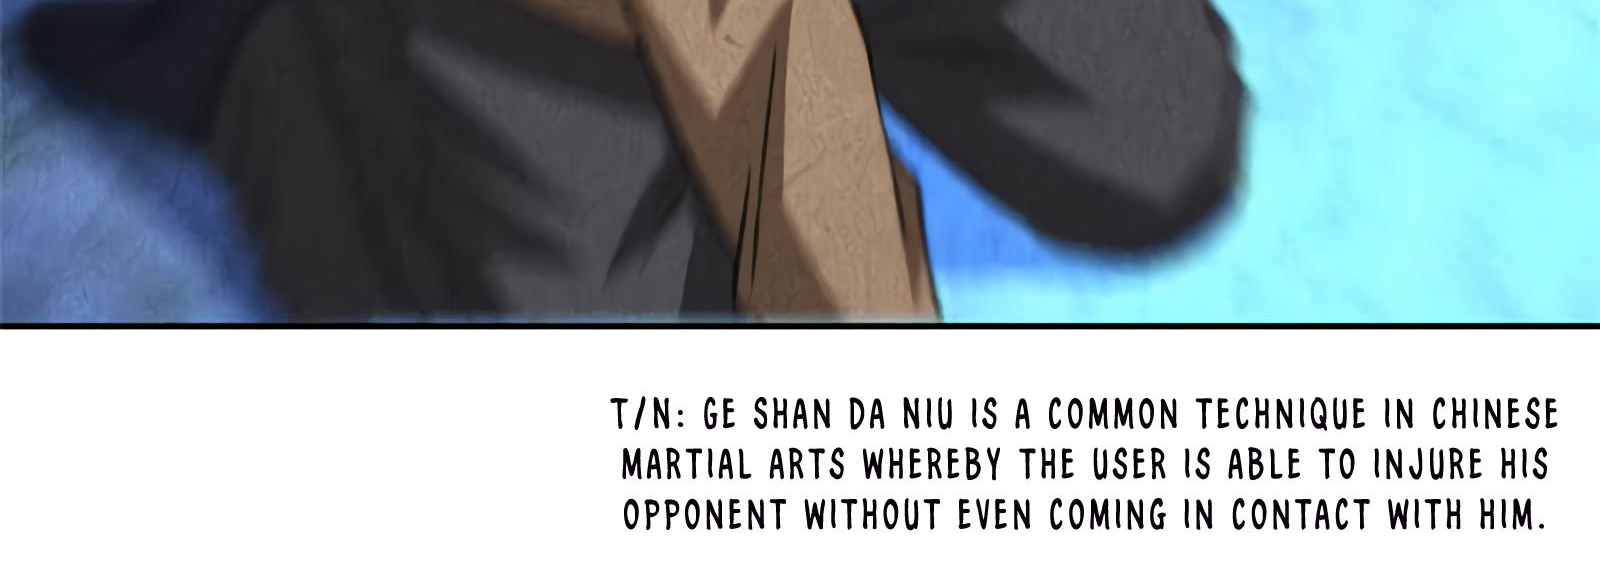 T/N: GE SHAN DA NIU IS A COMMON TECHNIQUE IN CHINESE
MARTIAL ARTS WHEREBY THE USER IS ABLE TO INJURE HIS
OPPONENT WITHOUT EVEN COMING IN CONTACT WITH HIM.